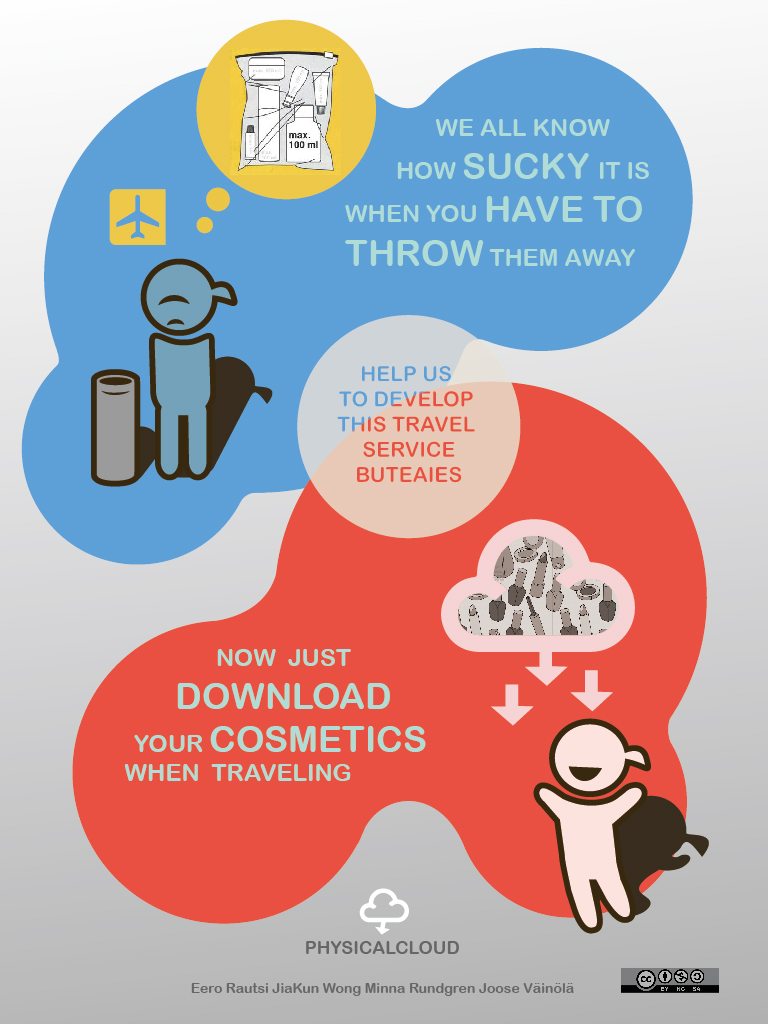 max.
100 ml
WE ALL KNOW
HOW SUCKY IT IS
WHEN YOU HAVE TO
THROW THEM AWAY
HELP US
TO DEVELOP
THIS TRAVEL
SERVICE
BUTEAIES
NOW JUST
DOWNLOAD
YOUR COSMETICS
WHEN TRAVELING
PHYSICALCLOUD
Eero Rautsi JiaKun Wong Minna Rundgren Joose Väinölä
cc
BY NC SA